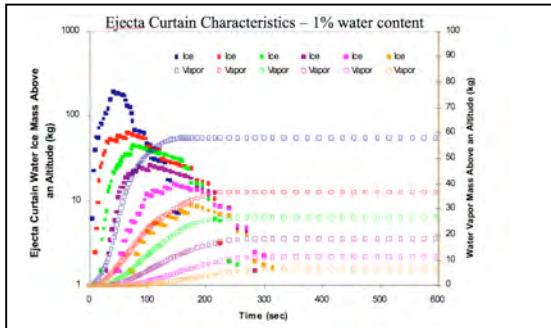 Ejecta Curtain Characteristics – 1% water content
1000
100
10
1
100
90
80
70
60
50
40
30
20
10
0
Ice Ice Ice Ice Ice Ice
Vapor Vapor Vapor Vapor Vapor Vapor
Ejecta Curtain Water Ice Mass Above
an Altitude (kg)
Water Vapor Mass Above an Altitude (kg)
0 100 200 300 400 500 600
Time (sec)